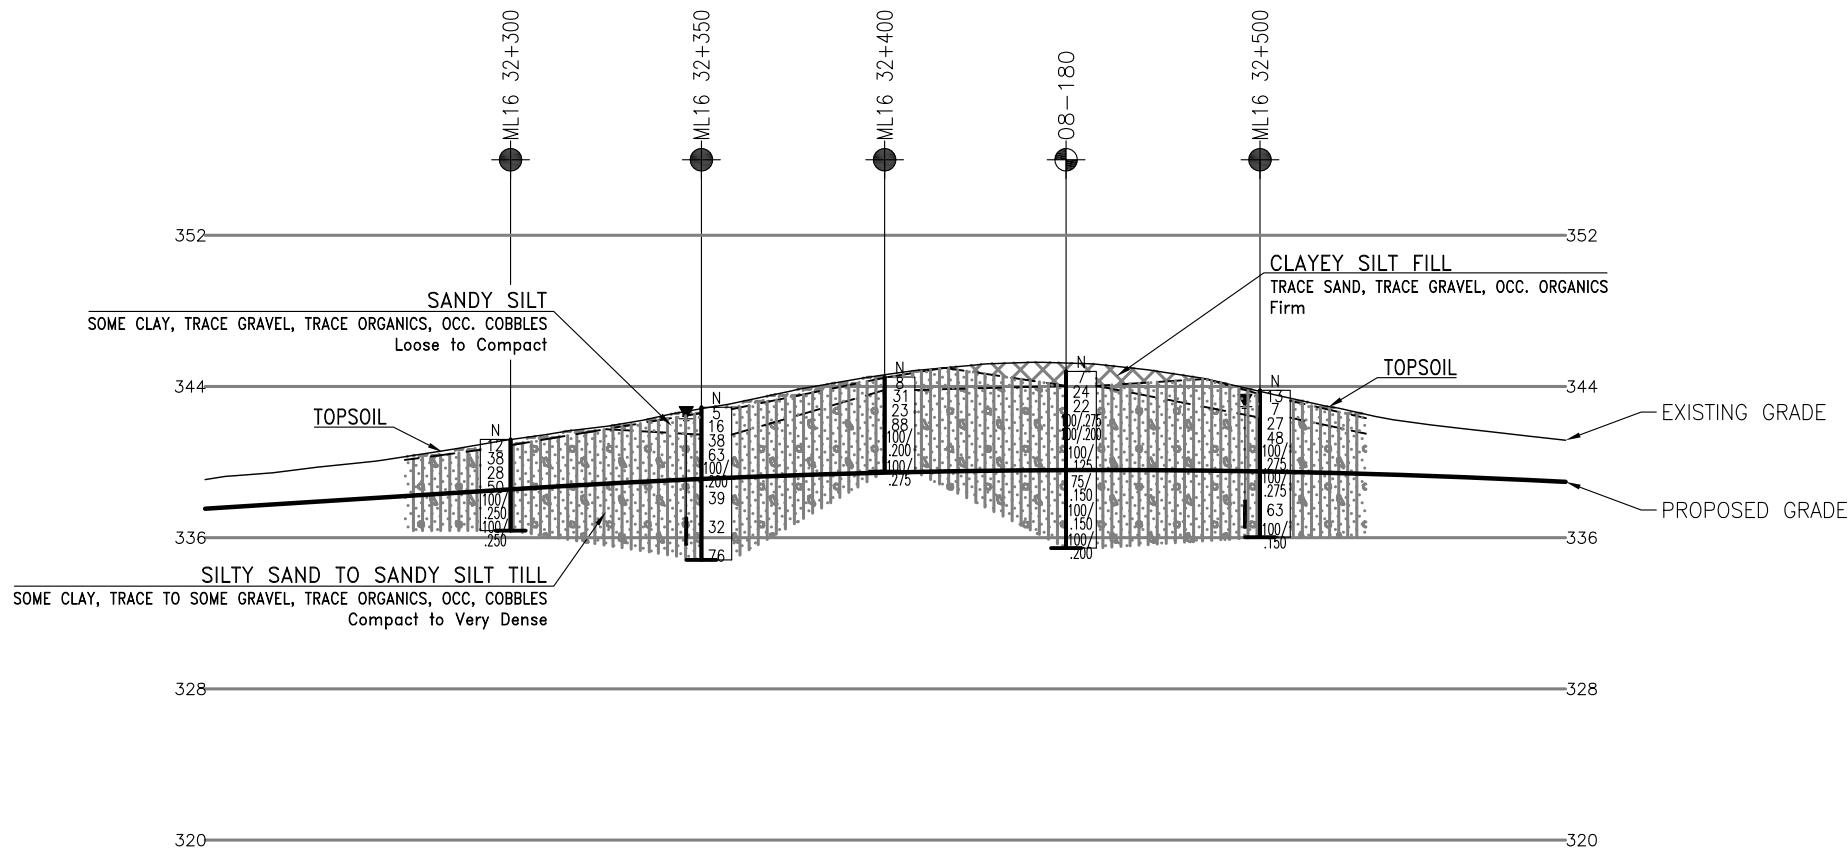 ML16 32+300
ML16 32+350
ML16 32+400
08-180
ML16 32+500
352
352
CLAYEY SILT FILL
TRACE SAND, TRACE GRAVEL, OCC. ORGANICS
Firm
SANDY SILT
SOME CLAY, TRACE GRAVEL, TRACE ORGANICS, OCC. COBBLES
Loose to Compact
TOPSOIL
344
344
TOPSOIL
EXISTING GRADE
N
12
38
28
50
100/
.250
100/
.250
N
5
16
38
63
100/
.200
39
32
76
N
8
31
23
88
100/
.200
100/
.275
N
7
24
22
100/.275
100/.200
100/
.125
75/
.150
100/
.150
100/
.200
N
13
7
27
48
100/
.275
100/
.275
63
100/
.150
PROPOSED GRADE
336
336
SILTY SAND TO SANDY SILT TILL
SOME CLAY, TRACE TO SOME GRAVEL, TRACE ORGANICS, OCC, COBBLES
Compact to Very Dense
328
328
320
320